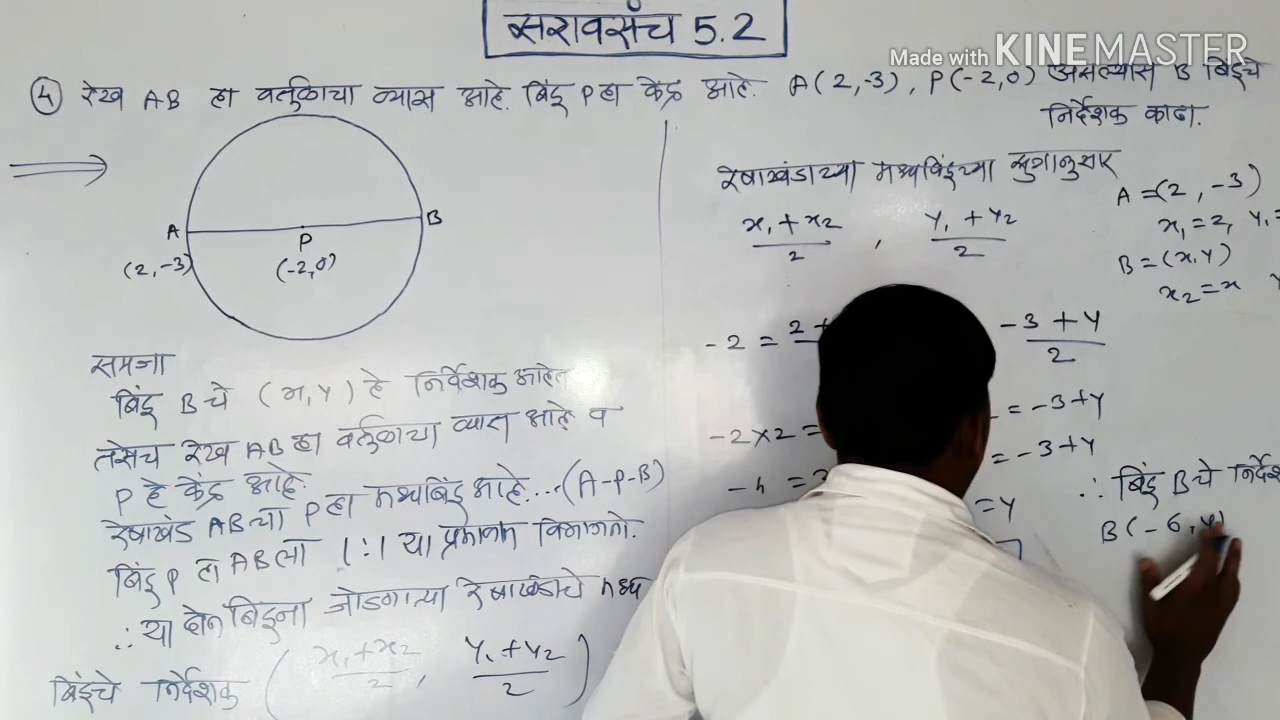 सरावसंच 5.2
Made with KINEMASTER
④ रेख AB हा वर्तुळाचा व्यास आहे. बिंदू P हा केंद्र आहे. A(2,-3), P(-2,0) असल्यास B बिंदूचे
निर्देशक काढा.
A
B
P
(2,-3)
(-2,0)
समजा
बिंदू B चे (x,y) हे निर्देशक आहेत
तसेच रेख AB हा वर्तुळाचा व्यास आहे व
P हे केंद्र आहे.
रेषाखंड AB चा P हा मध्यबिंदू आहे....(A-P-B)
बिंदू P हा AB ला 1:1 या प्रमाणात विभागतो.
∴ या दोन बिंदूंना जोडणाऱ्या रेषाखंडाचे मध्य
बिंदूचे निर्देशक ( x₁+x₂/2 , y₁+y₂/2 )
रेषाखंडाच्या मध्यबिंदूच्या सुत्रानुसार
x₁+x₂/2 , y₁+y₂/2
A=(2,-3)
x₁=2, y₁=
B=(x,y)
x₂=x
-2 = 2+
-3+y/2
-2×2=
= -3+y
= -3+y
-4 =
= y
∴ बिंदू B चे
B(-6,